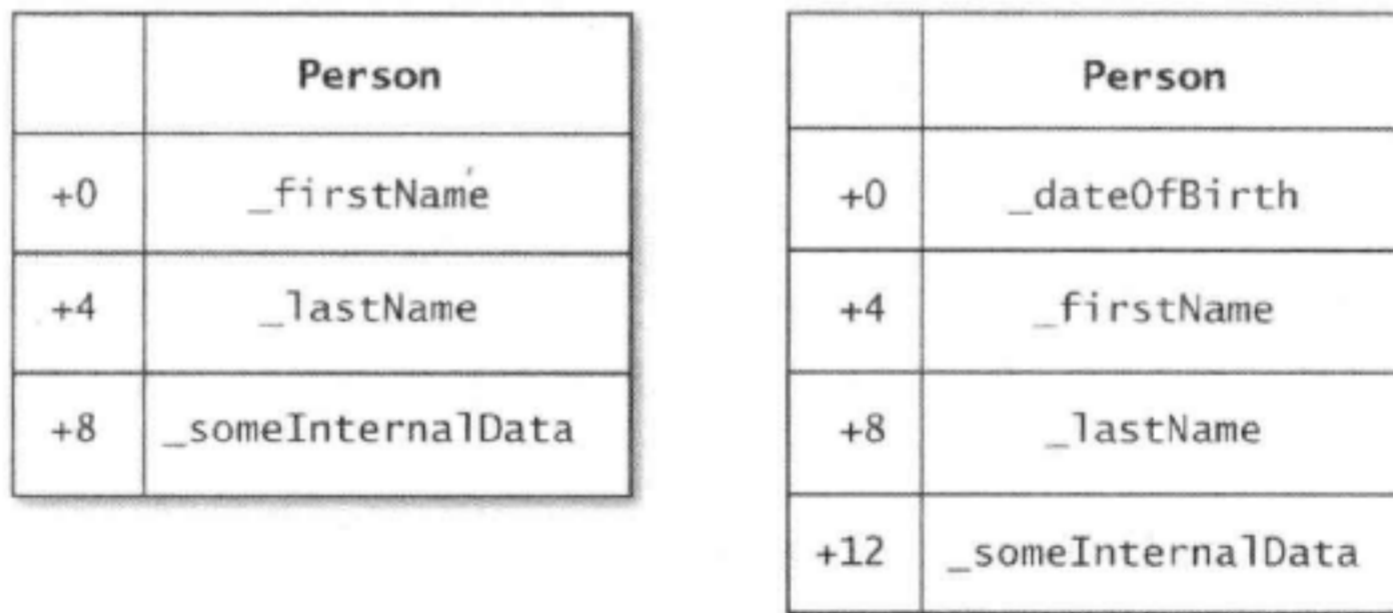 Person
+0 _firstName
+4 _lastName
+8 _someInternalData
Person
+0 _dateOfBirth
+4 _firstName
+8 _lastName
+12 _someInternalData